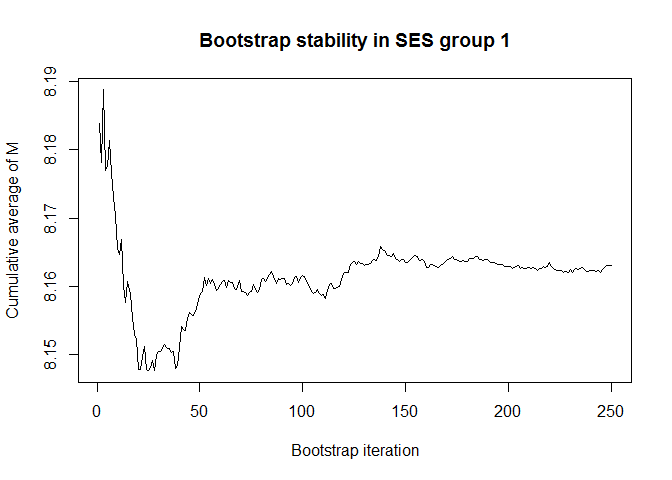 Bootstrap stability in SES group 1
Cumulative average of M
8.19
8.18
8.17
8.16
8.15
0 50 100 150 200 250
Bootstrap iteration